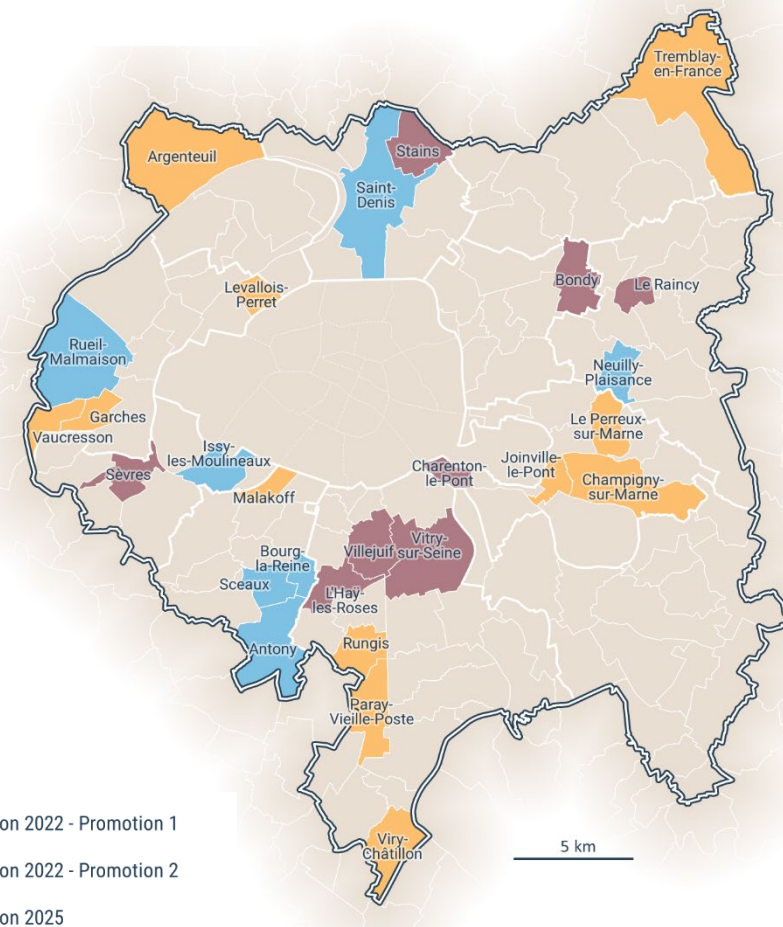 Tremblay-
en-France
Argenteuil
Stains
Saint-
Denis
Levallois-
Perret
Bondy
Le Raincy
Rueil-
Malmaison
Neuilly-
Plaisance
Garches
Vaucresson
Le Perreux-
sur-Marne
Issy-
les-Moulineaux
Sèvres
Malakoff
Charenton-
le-Pont
Joinville-
le-Pont
Champigny-
sur-Marne
Bourg-
la-Reine
Villejuif
Vitry-
sur-Seine
Sceaux
L'Haÿ-
les-Roses
Antony
Rungis
Paray-
Vieille-Poste
Viry-
Châtillon
5 km
on 2022 - Promotion 1
on 2022 - Promotion 2
on 2025